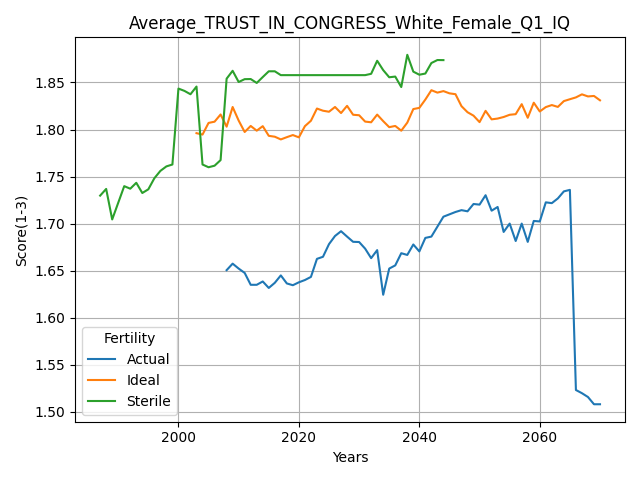 Average_TRUST_IN_CONGRESS_White_Female_Q1_IQ
Score(1-3)
1.85
1.80
1.75
1.70
1.65
1.60
1.55
1.50
Fertility
Actual
Ideal
Sterile
2000 2020 2040 2060
Years